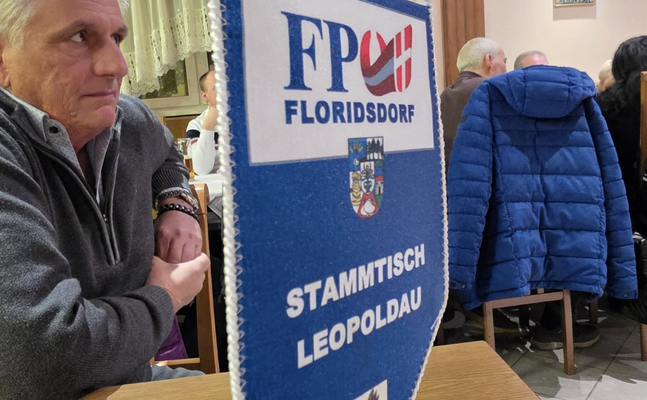 FPÖ
FLORIDSDORF
STAMMTISCH
LEOPOLDAU